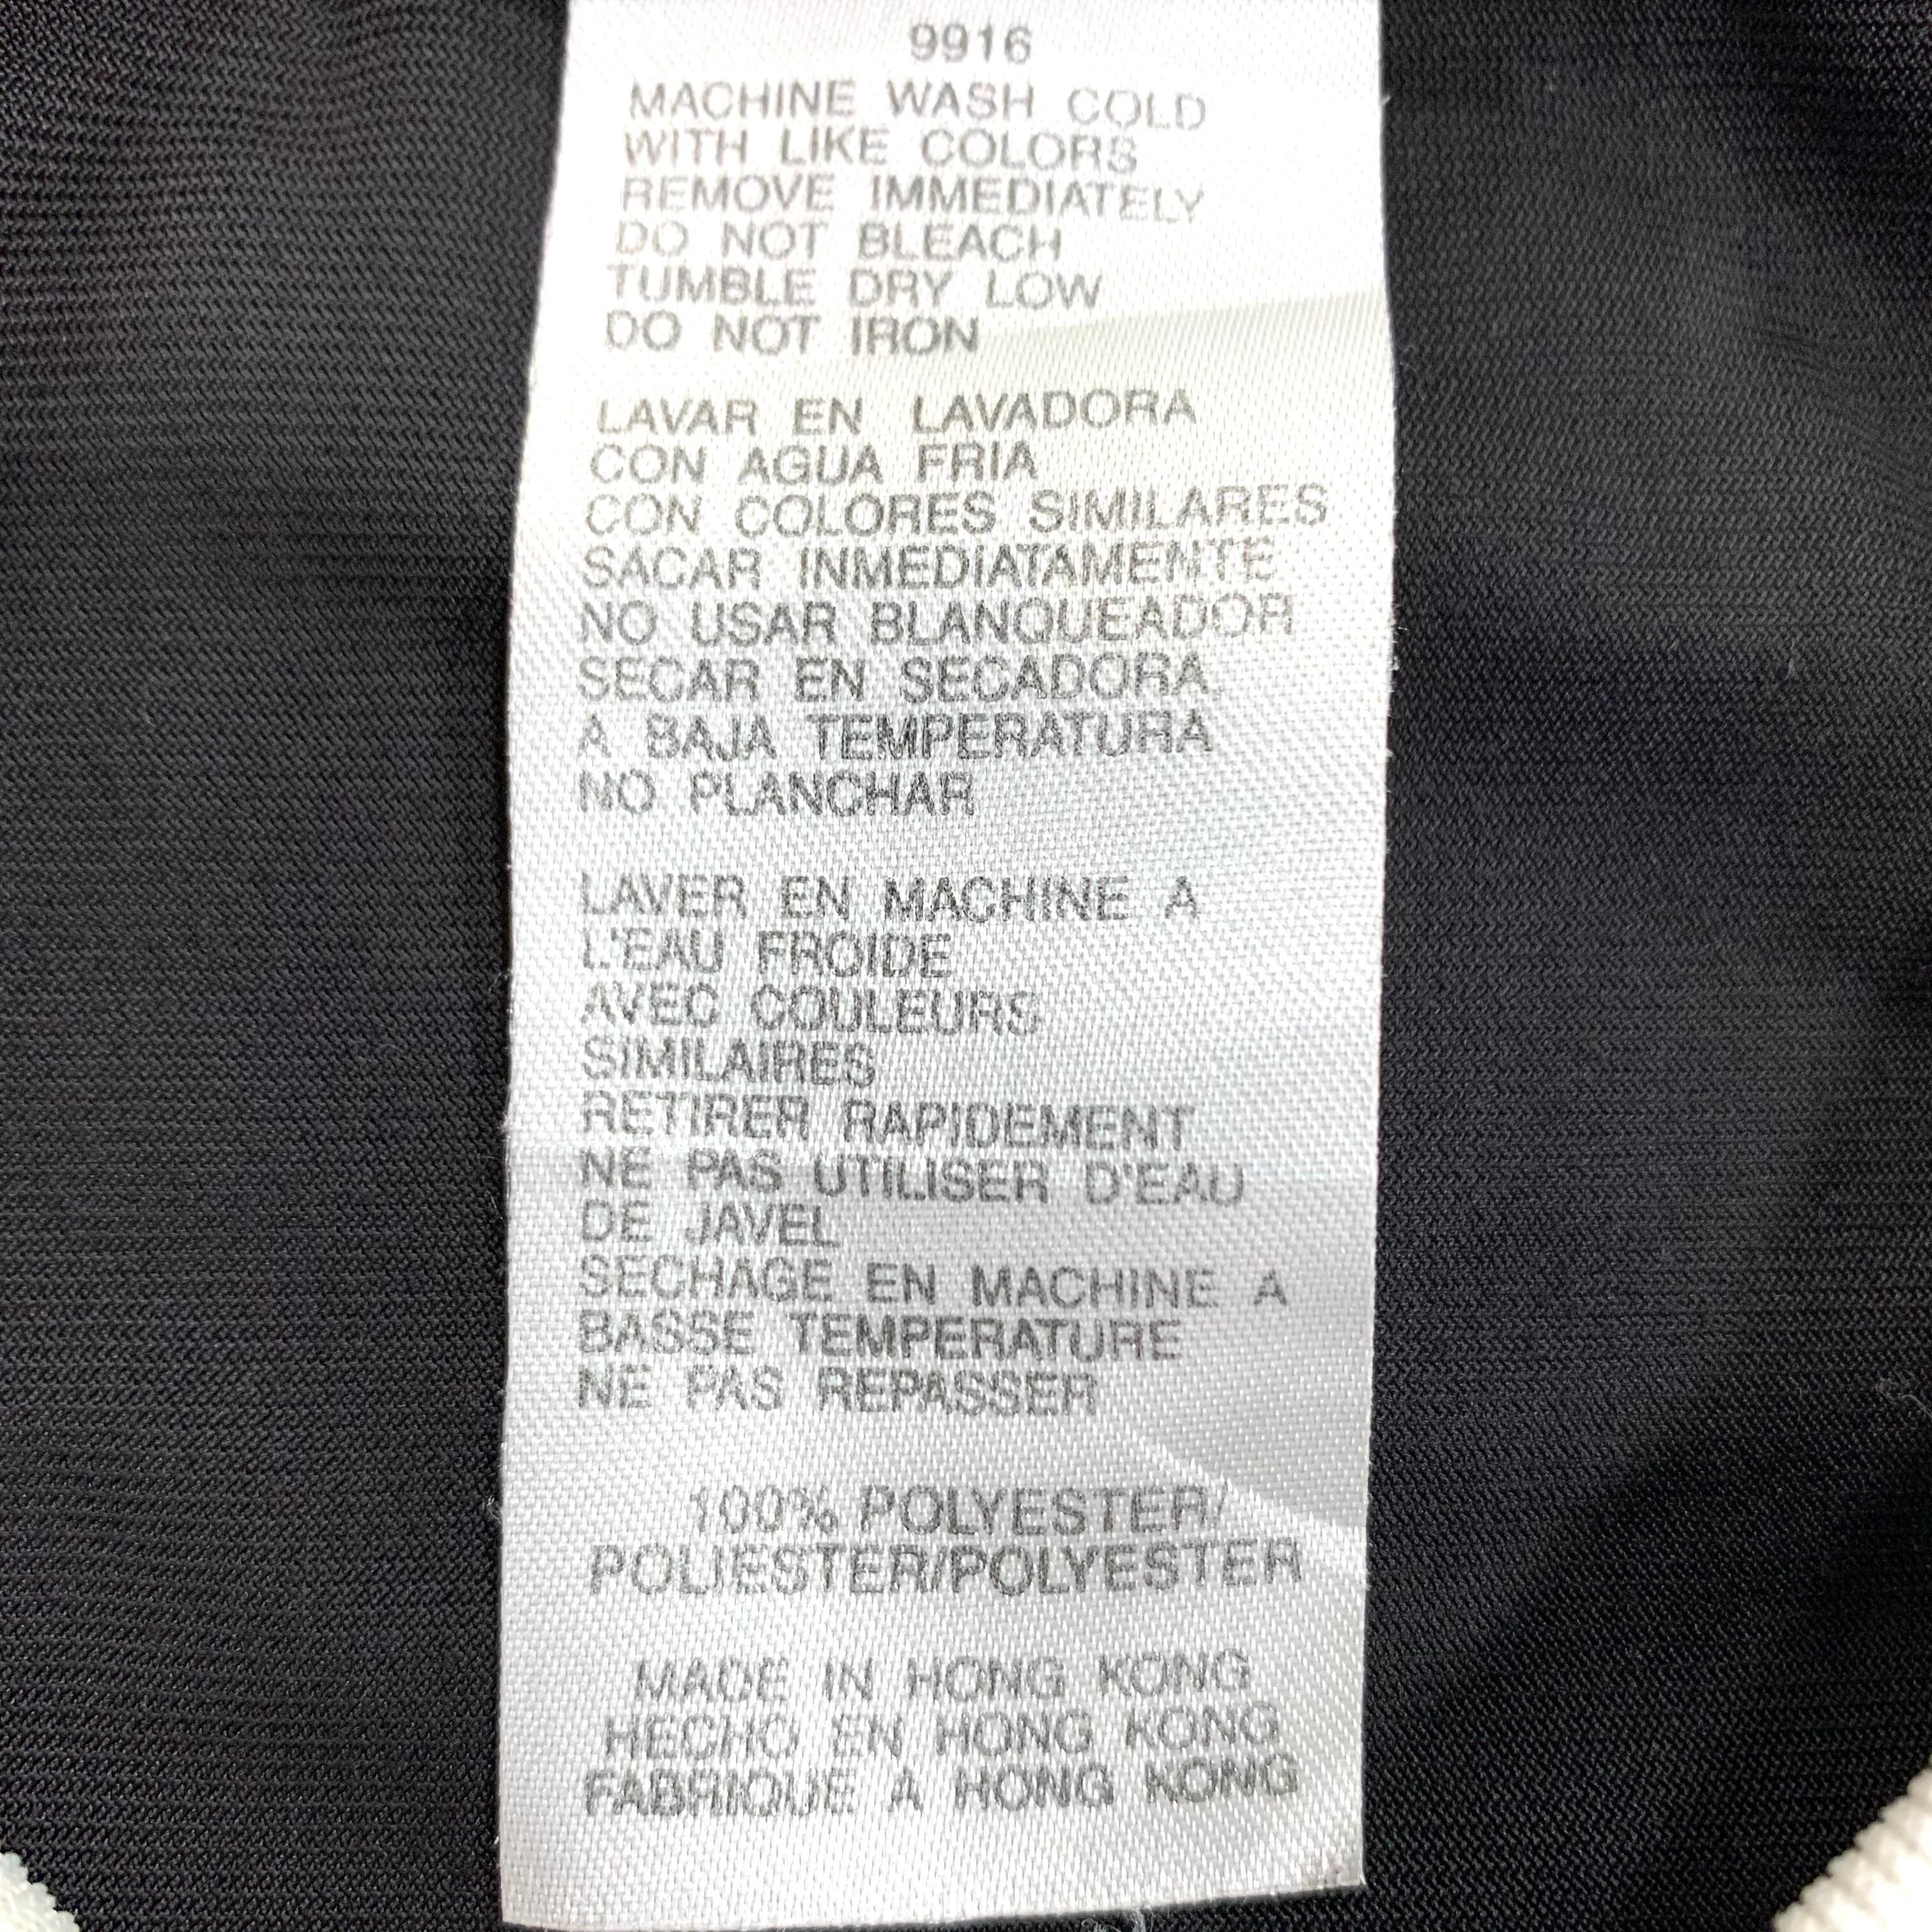 9916
MACHINE WASH COLD
WITH LIKE COLORS
REMOVE IMMEDIATELY
DO NOT BLEACH
TUMBLE DRY LOW
DO NOT IRON
LAVAR EN LAVADORA
CON AGUA FRIA
CON COLORES SIMILARES
SACAR INMEDIATAMENTE
NO USAR BLANQUEADOR
SECAR EN SECADORA
A BAJA TEMPERATURA
NO PLANCHAR
LAVER EN MACHINE A
L'EAU FROIDE
AVEC COULEURS
SIMILAIRES
RETIRER RAPIDEMENT
NE PAS UTILISER D'EAU
DE JAVEL
SECHAGE EN MACHINE A
BASSE TEMPERATURE
NE PAS REPASSER
100% POLYESTER/
POLIESTER/POLYESTER
MADE IN HONG KONG
HECHO EN HONG KONG
FABRIQUE A HONG KONG